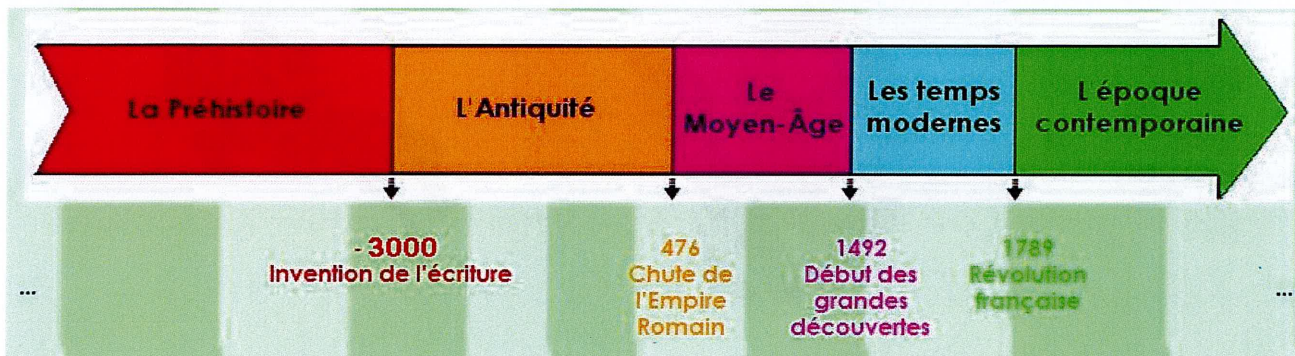 La Préhistoire
L'Antiquité
Le
Moyen-Âge
Les temps
modernes
L'époque
contemporaine
- 3000
Invention de l'écriture
476
Chute de
l'Empire
Romain
1492
Début des
grandes
découvertes
1789
Révolution
française
...
...